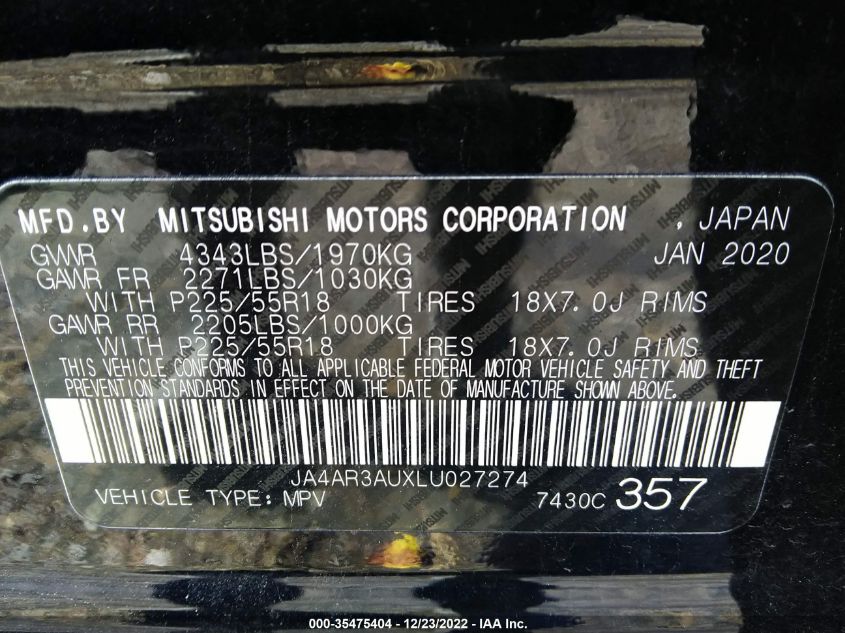 MFD.BY MITSUBISHI MOTORS CORPORATION , JAPAN
GVWR 4343LBS/1970KG JAN 2020
GAWR FR 2271LBS/1030KG
WITH P225/55R18 TIRES 18X7.0J RIMS
GAWR RR 2205LBS/1000KG
WITH P225/55R18 TIRES 18X7.0J RIMS
THIS VEHICLE CONFORMS TO ALL APPLICABLE FEDERAL MOTOR VEHICLE SAFETY AND THEFT
PREVENTION STANDARDS IN EFFECT ON THE DATE OF MANUFACTURE SHOWN ABOVE.
JA4AR3AUXLU027274
VEHICLE TYPE: MPV 7430C 357
000-35475404 - 12/23/2022 - IAA Inc.